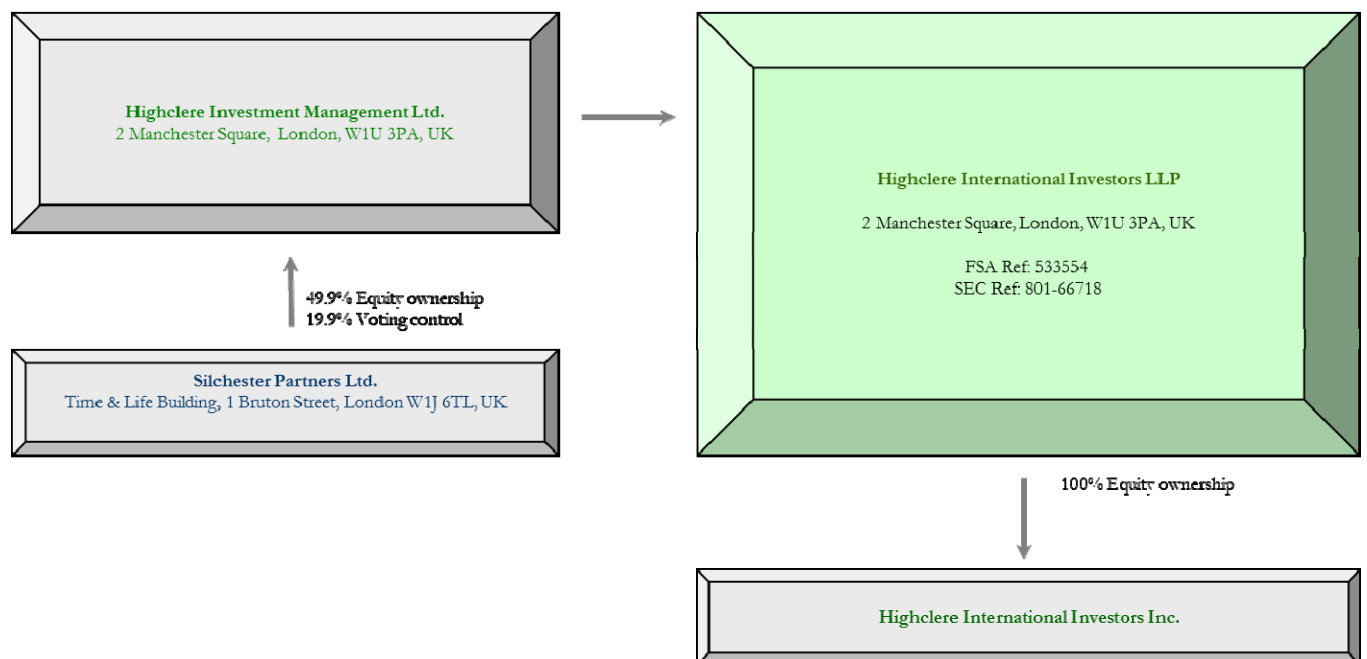 Highclere Investment Management Ltd.
2 Manchester Square, London, W1U 3PA, UK
49.9% Equity ownership
19.9% Voting control
Silchester Partners Ltd.
Time & Life Building, 1 Bruton Street, London W1J 6TL, UK
Highclere International Investors LLP
2 Manchester Square, London, W1U 3PA, UK
FSA Ref: 533554
SEC Ref: 801-66718
100% Equity ownership
Highclere International Investors Inc.